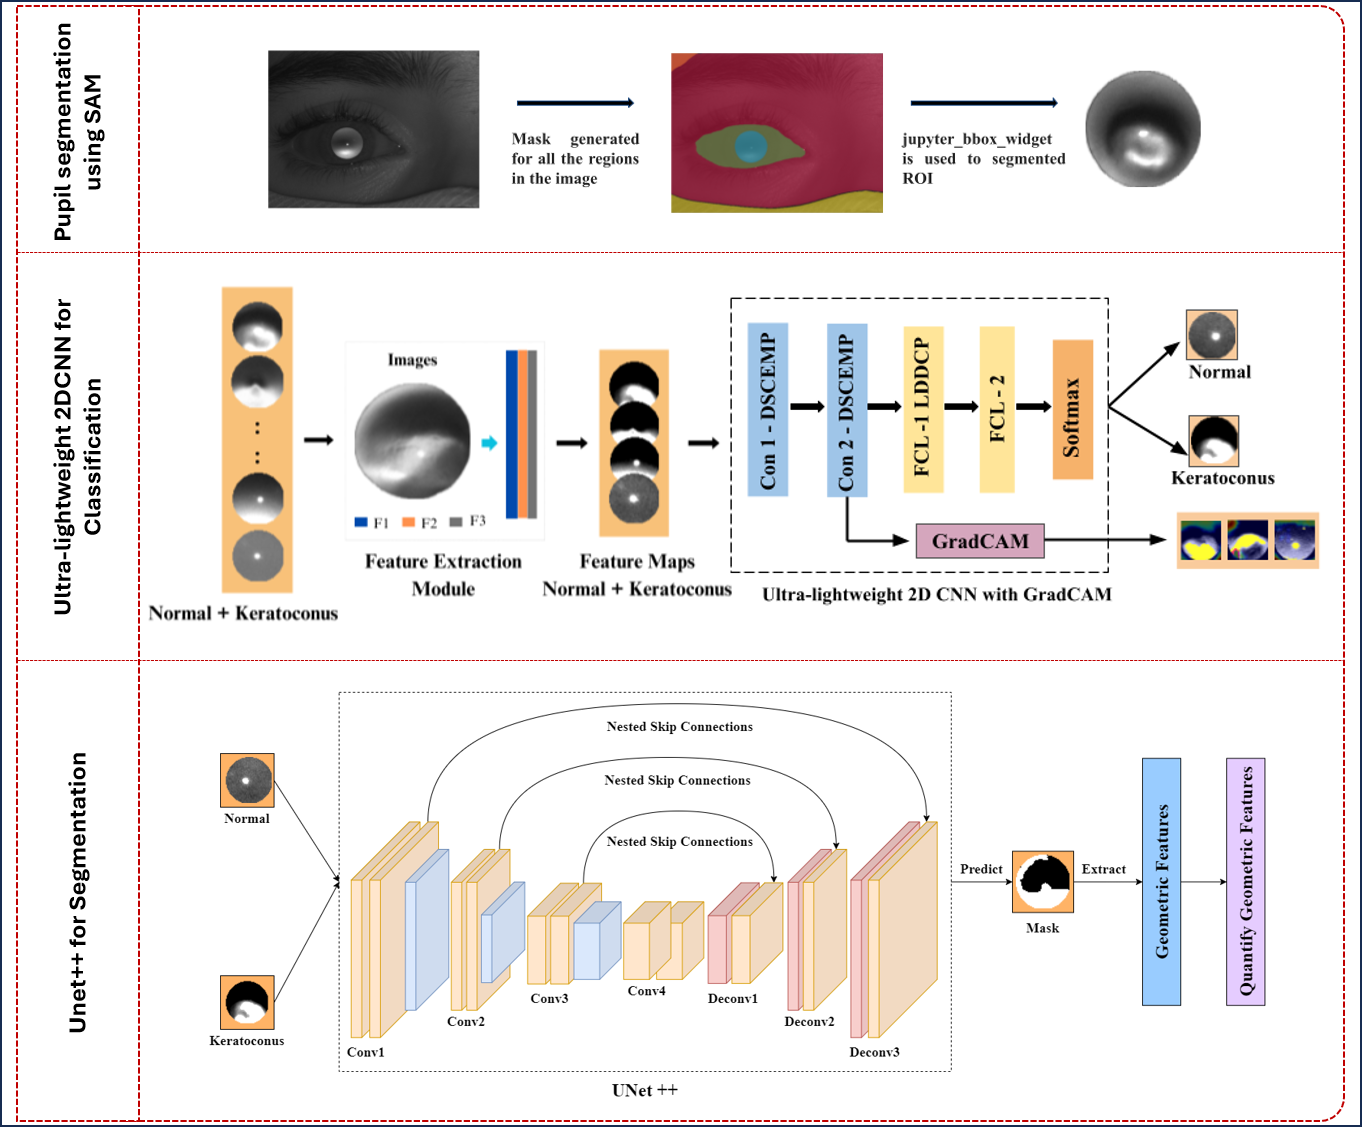 Pupil segmentation
using SAM
Mask generated
for all the regions
in the image
jupyter_bbox_widget
is used to segmented
ROI
Ultra-lightweight 2DCNN for
Classification
Normal + Keratoconus
Images
F1 F2 F3
Feature Extraction
Module
Feature Maps
Normal + Keratoconus
Con 1 - DSCEMP
Con 2 - DSCEMP
FCL -1 LDDCP
FCL - 2
Softmax
GradCAM
Ultra-lightweight 2D CNN with GradCAM
Normal
Keratoconus
Unet++ for Segmentation
Normal
Keratoconus
Nested Skip Connections
Nested Skip Connections
Nested Skip Connections
Conv1
Conv2
Conv3
Conv4
Deconv1
Deconv2
Deconv3
UNet ++
Predict
Mask
Extract
Geometric Features
Quantify Geometric Features